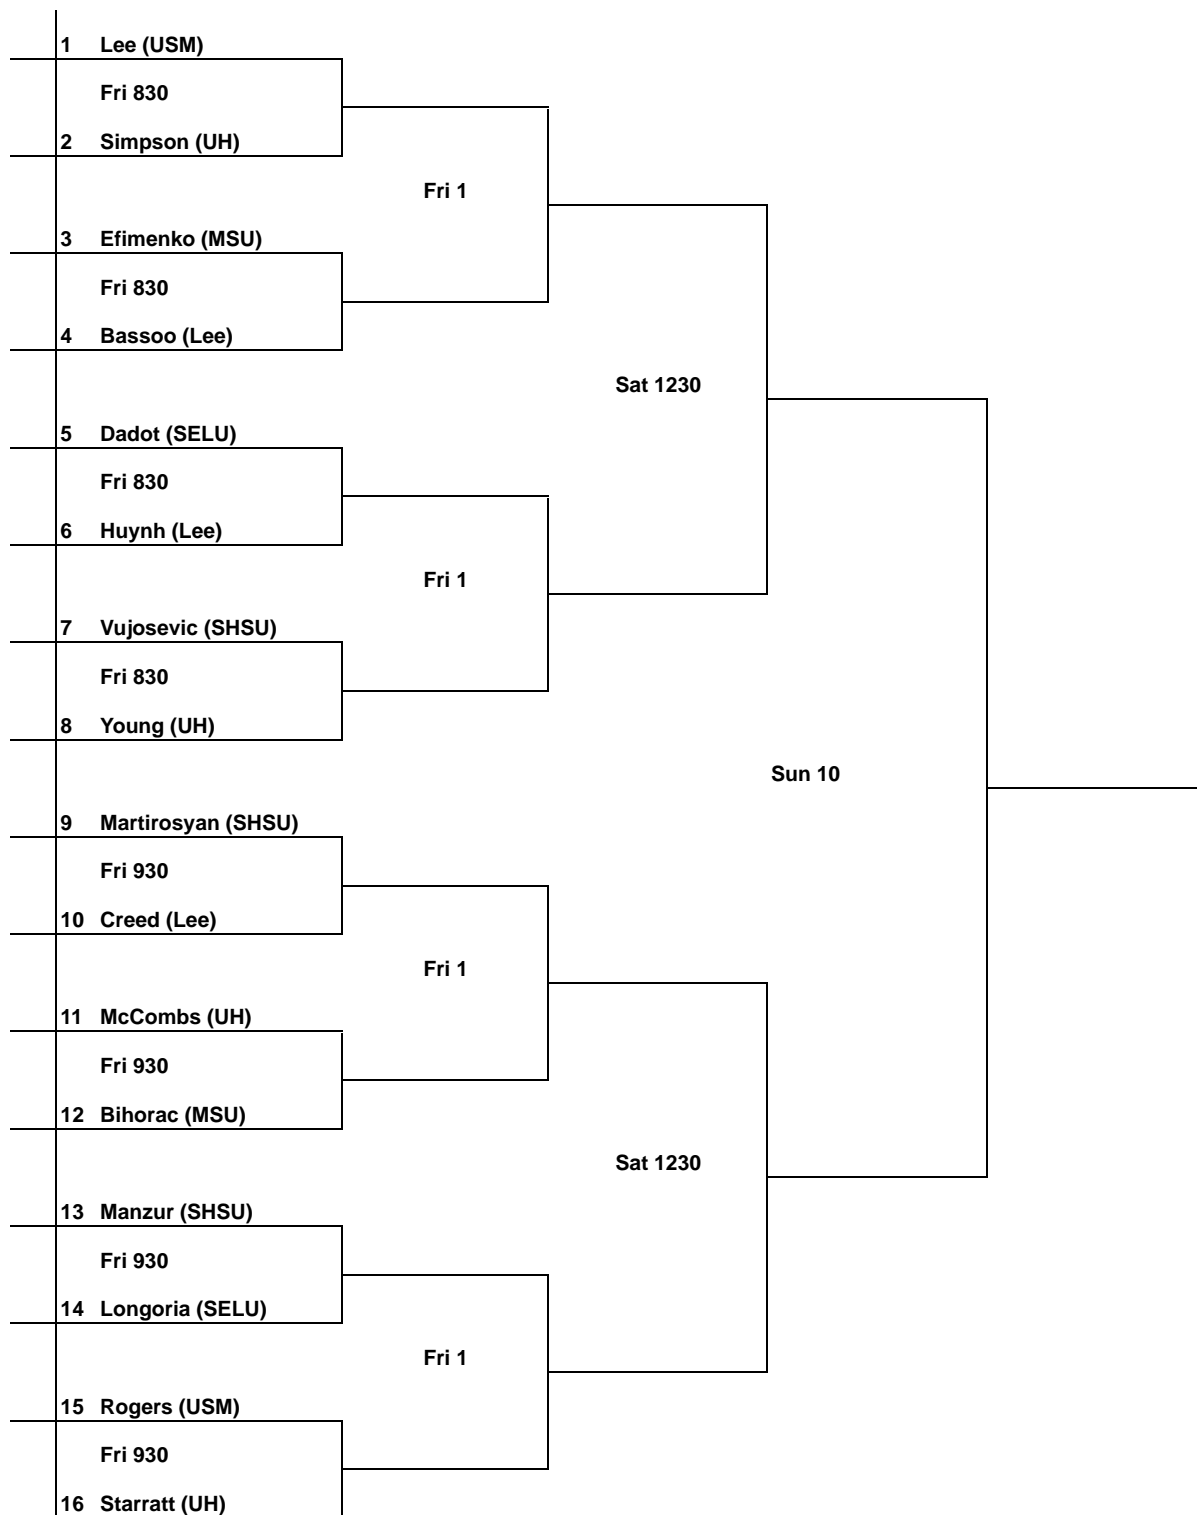 1 Lee (USM)
Fri 830
2 Simpson (UH)
Fri 1
3 Efimenko (MSU)
Fri 830
4 Bassoo (Lee)
Sat 1230
5 Dadot (SELU)
Fri 830
6 Huynh (Lee)
Fri 1
7 Vujosevic (SHSU)
Fri 830
8 Young (UH)
Sun 10
9 Martirosyan (SHSU)
Fri 930
10 Creed (Lee)
Fri 1
11 McCombs (UH)
Fri 930
12 Bihorac (MSU)
Sat 1230
13 Manzur (SHSU)
Fri 930
14 Longoria (SELU)
Fri 1
15 Rogers (USM)
Fri 930
16 Starratt (UH)